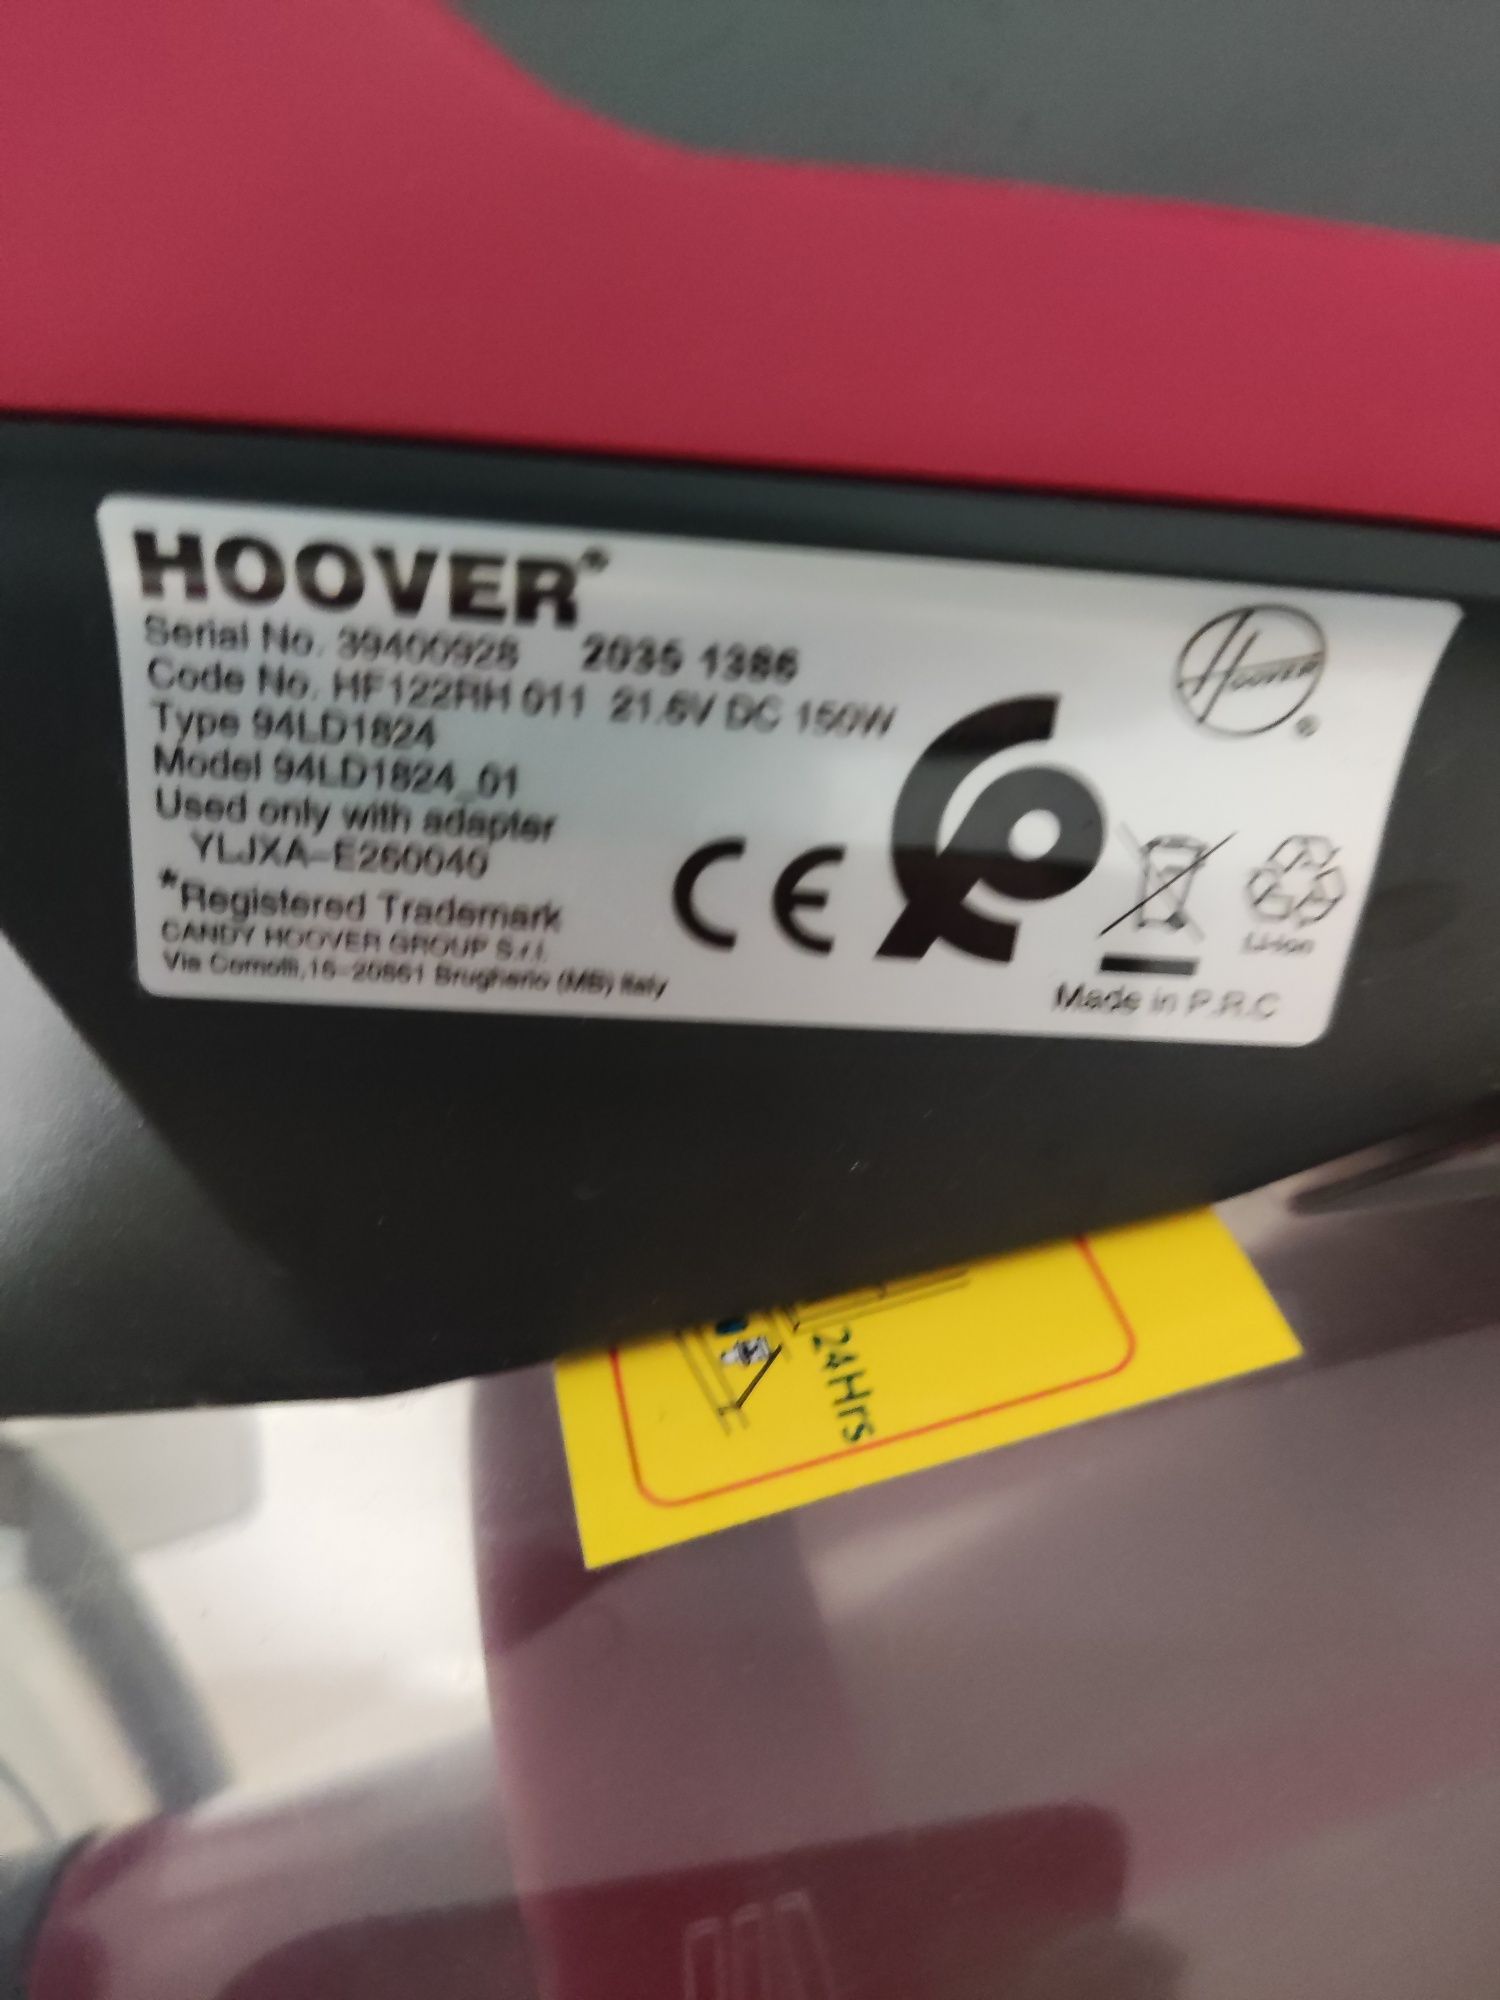 HOOVER®
Serial No. 39400928 2035 1386
Code No. HF122RH 011 21.6V DC 150W
Type 94LD1824
Model 94LD1824_01
Used only with adapter
YLJXA-E260040
*Registered Trademark
CANDY HOOVER GROUP S.r.l.
Via Comolli,16-20861 Brugherio (MB) Italy
CE
HOOVER ®
Li-ion
Made in P.R.C
24Hrs